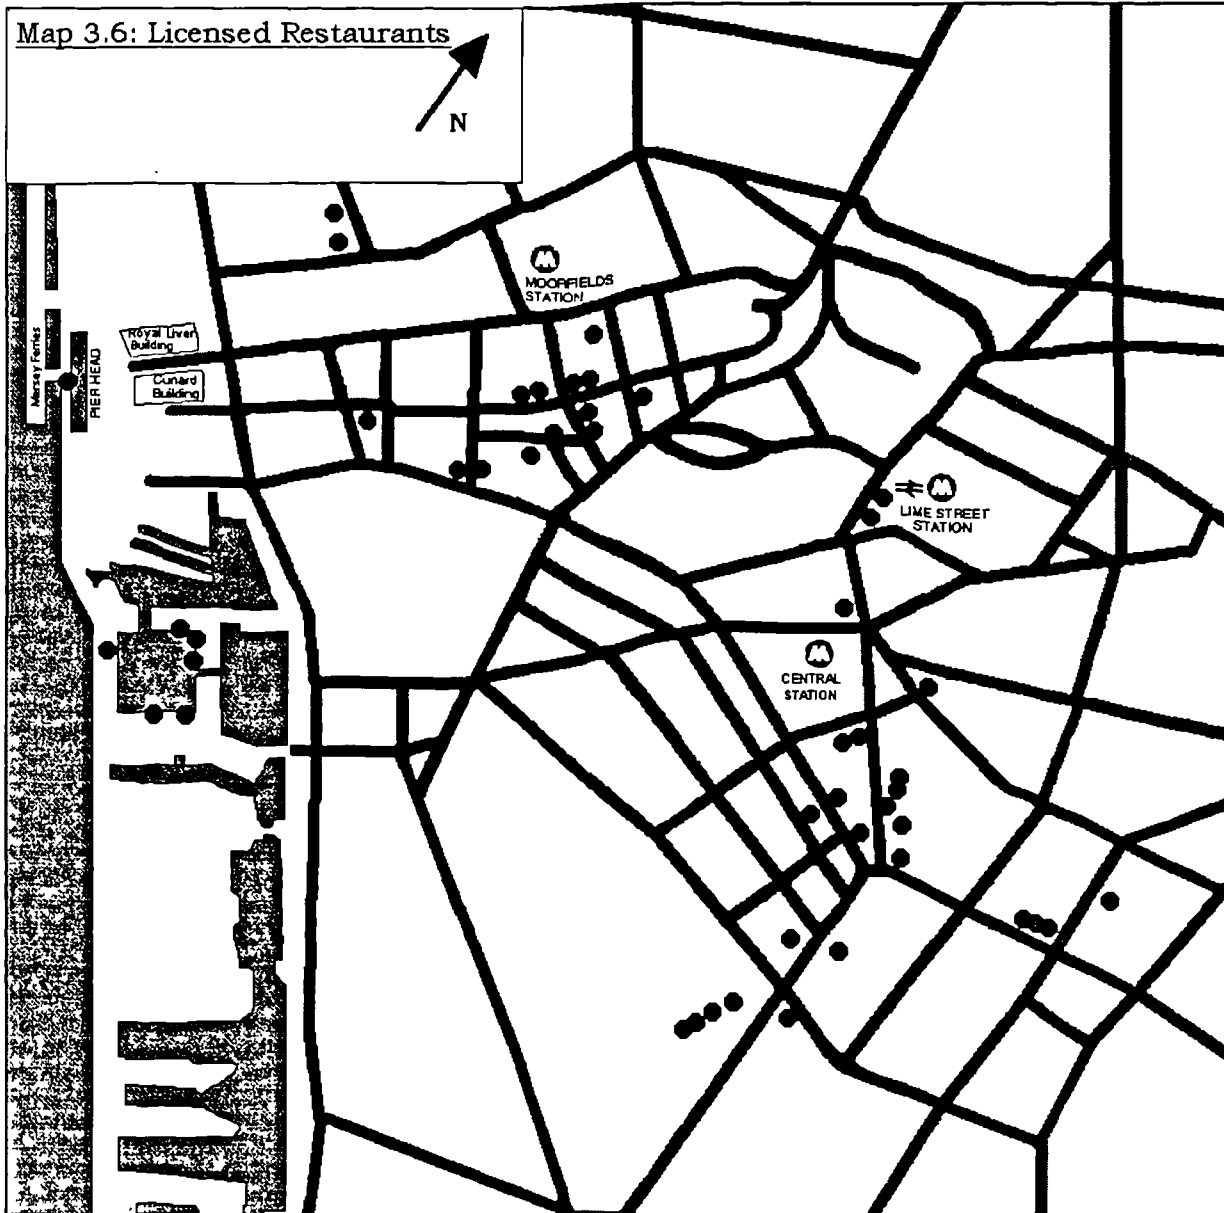 Map 3.6: Licensed Restaurants
N
MOORFIELDS
STATION
Royal Liver
Building
Cunard
Building
Mersey Ferries
PIER HEAD
LIME STREET
STATION
CENTRAL
STATION